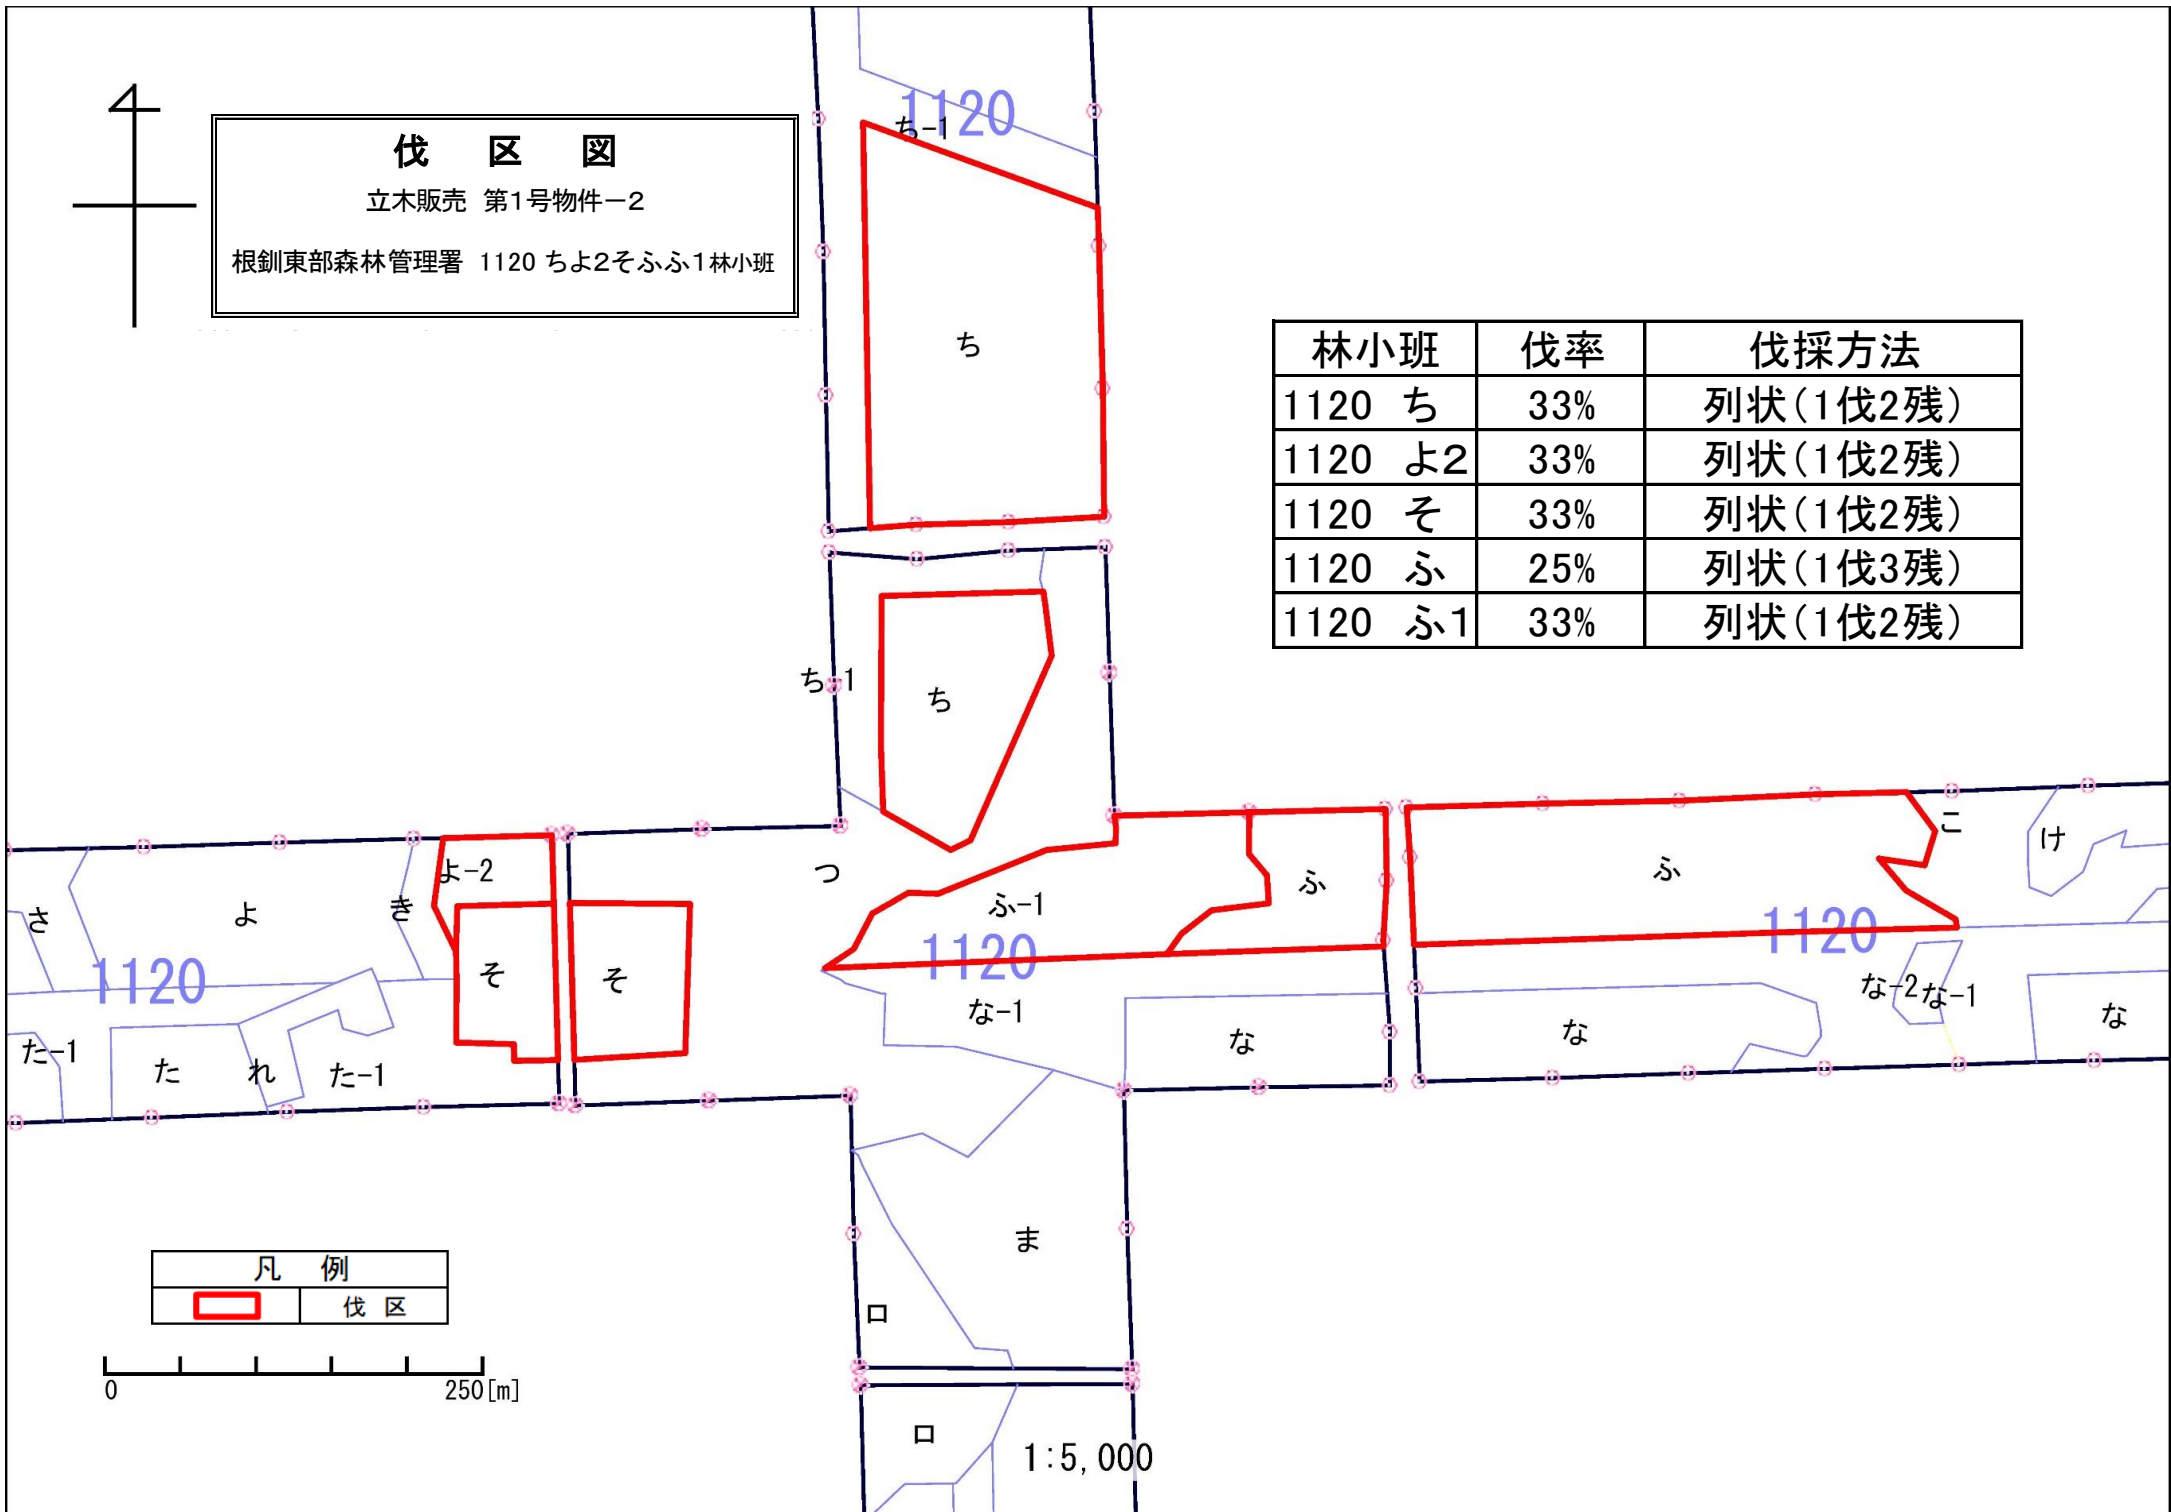 伐 区 図
立木販売 第1号物件－2
根釧東部森林管理署 1120 ちよ2そふふ1林小班
1120
ち-1
ち
林小班 伐率 伐採方法
1120 ち 33% 列状（1伐2残）
1120 よ2 33% 列状（1伐2残）
1120 そ 33% 列状（1伐2残）
1120 ふ 25% 列状（1伐3残）
1120 ふ1 33% 列状（1伐2残）
ち-1
ち
こ
け
よ-2
つ
ふ
ふ
さ
よ
き
ふ-1
1120
1120
1120
そ
そ
な-2
な-1
な-1
な
な
な
た-1
た
れ
た-1
ま
ロ
凡 例
伐 区
0 250[m]
ロ
1:5,000